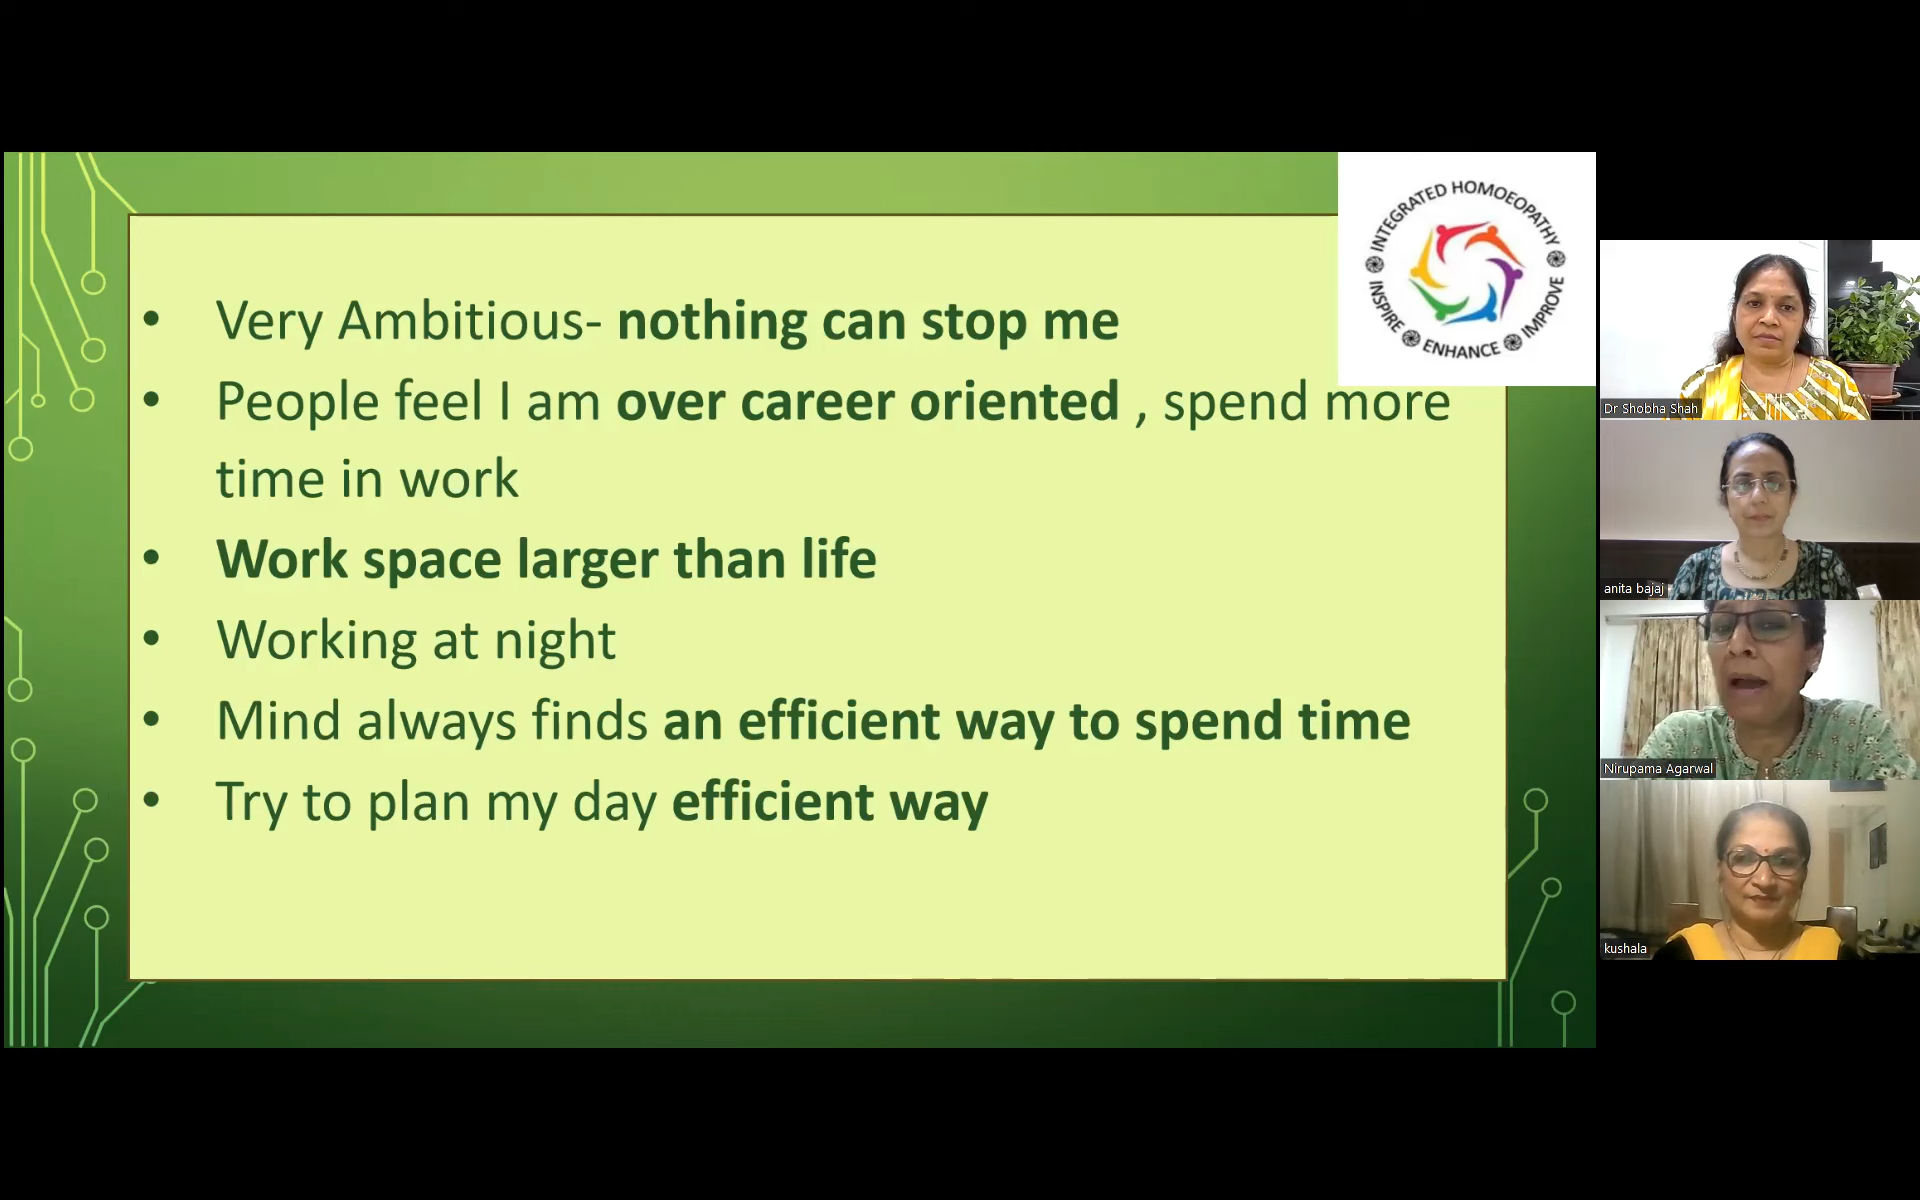 INTEGRATED HOMOEOPATHY
INSPIRE
ENHANCE
IMPROVE
• Very Ambitious- nothing can stop me
• People feel I am over career oriented , spend more
time in work
• Work space larger than life
• Working at night
• Mind always finds an efficient way to spend time
• Try to plan my day efficient way
Dr Shobha Shah
anita bajaj
Nirupama Agarwal
kushala